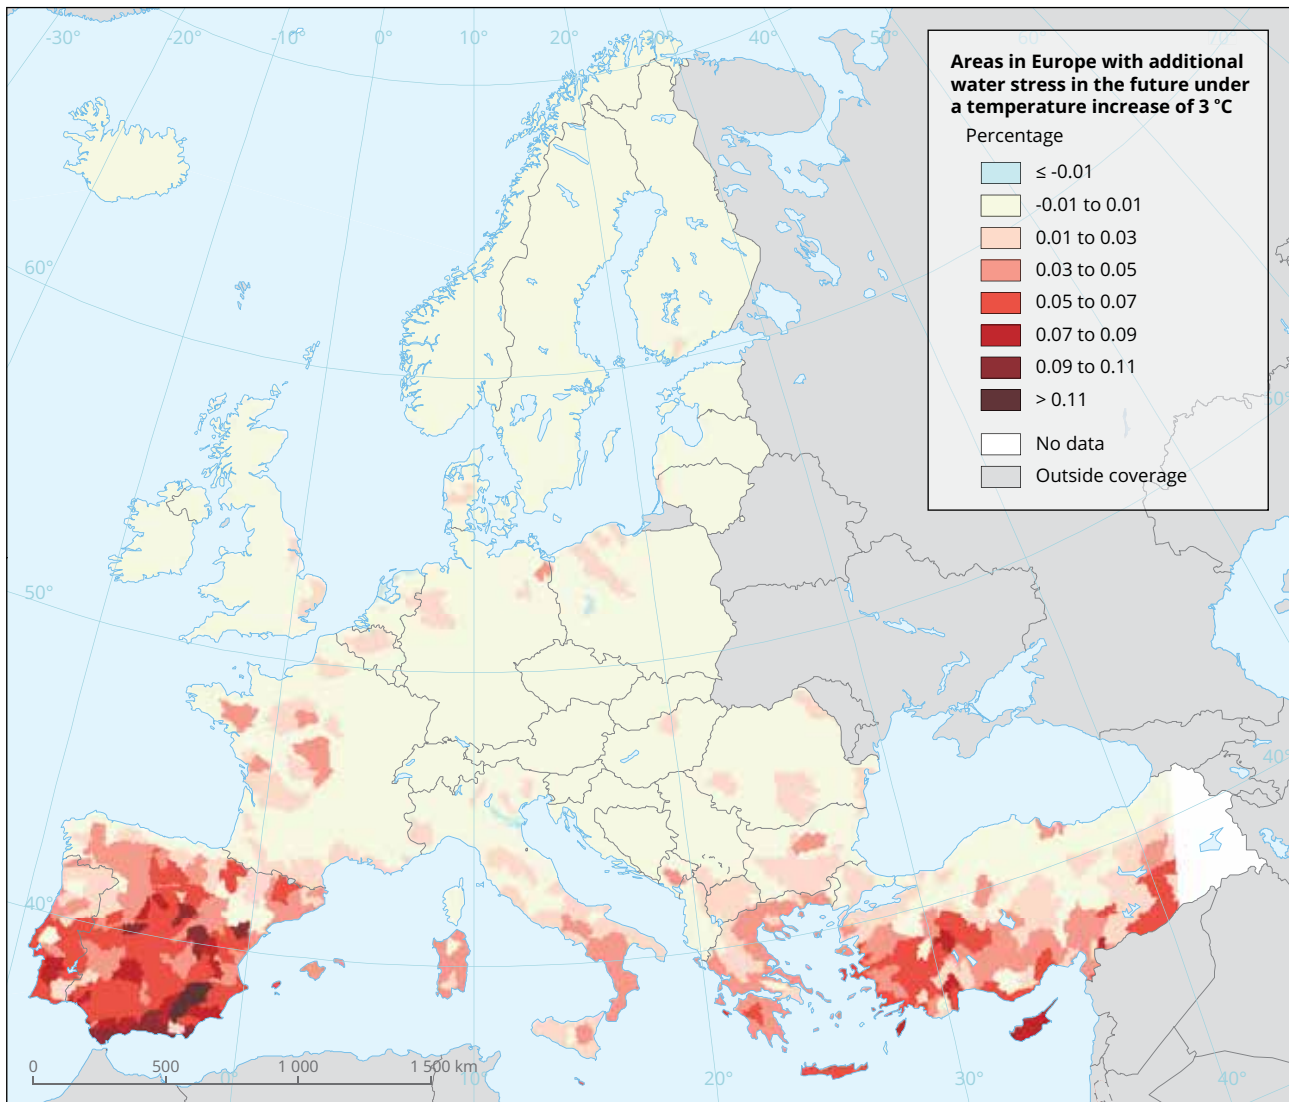 -30°
-20°
-10°
0°
10°
20°
30°
40°
50°
60°
70°
Areas in Europe with additional
water stress in the future under
a temperature increase of 3 °C
Percentage
≤ -0.01
-0.01 to 0.01
0.01 to 0.03
0.03 to 0.05
0.05 to 0.07
0.07 to 0.09
0.09 to 0.11
> 0.11
No data
Outside coverage
60°
50°
50°
40°
40°
0 500 1 000 1 500 km
10°
20°
30°
40°